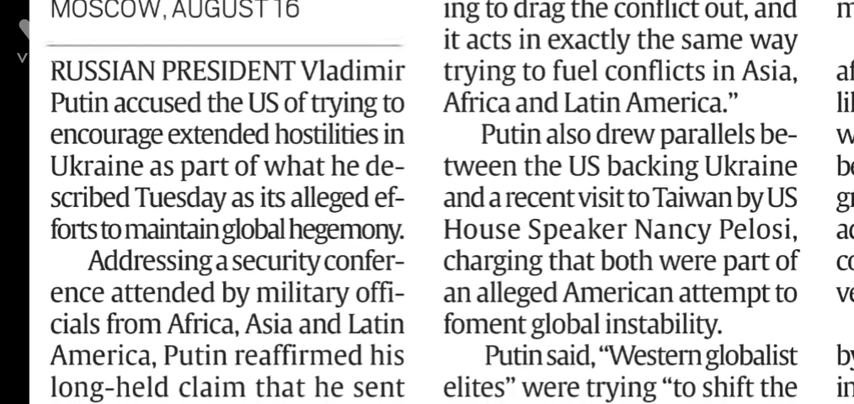 MOSCOW, AUGUST 16
RUSSIAN PRESIDENT Vladimir
Putin accused the US of trying to
encourage extended hostilities in
Ukraine as part of what he de-
scribed Tuesday as its alleged ef-
forts to maintain global hegemony.
Addressing a security confer-
ence attended by military offi-
cials from Africa, Asia and Latin
America, Putin reaffirmed his
long-held claim that he sent
ing to drag the conflict out, and
it acts in exactly the same way
trying to fuel conflicts in Asia,
Africa and Latin America.”
Putin also drew parallels be-
tween the US backing Ukraine
and a recent visit to Taiwan by US
House Speaker Nancy Pelosi,
charging that both were part of
an alleged American attempt to
foment global instability.
Putin said, “Western globalist
elites” were trying “to shift the